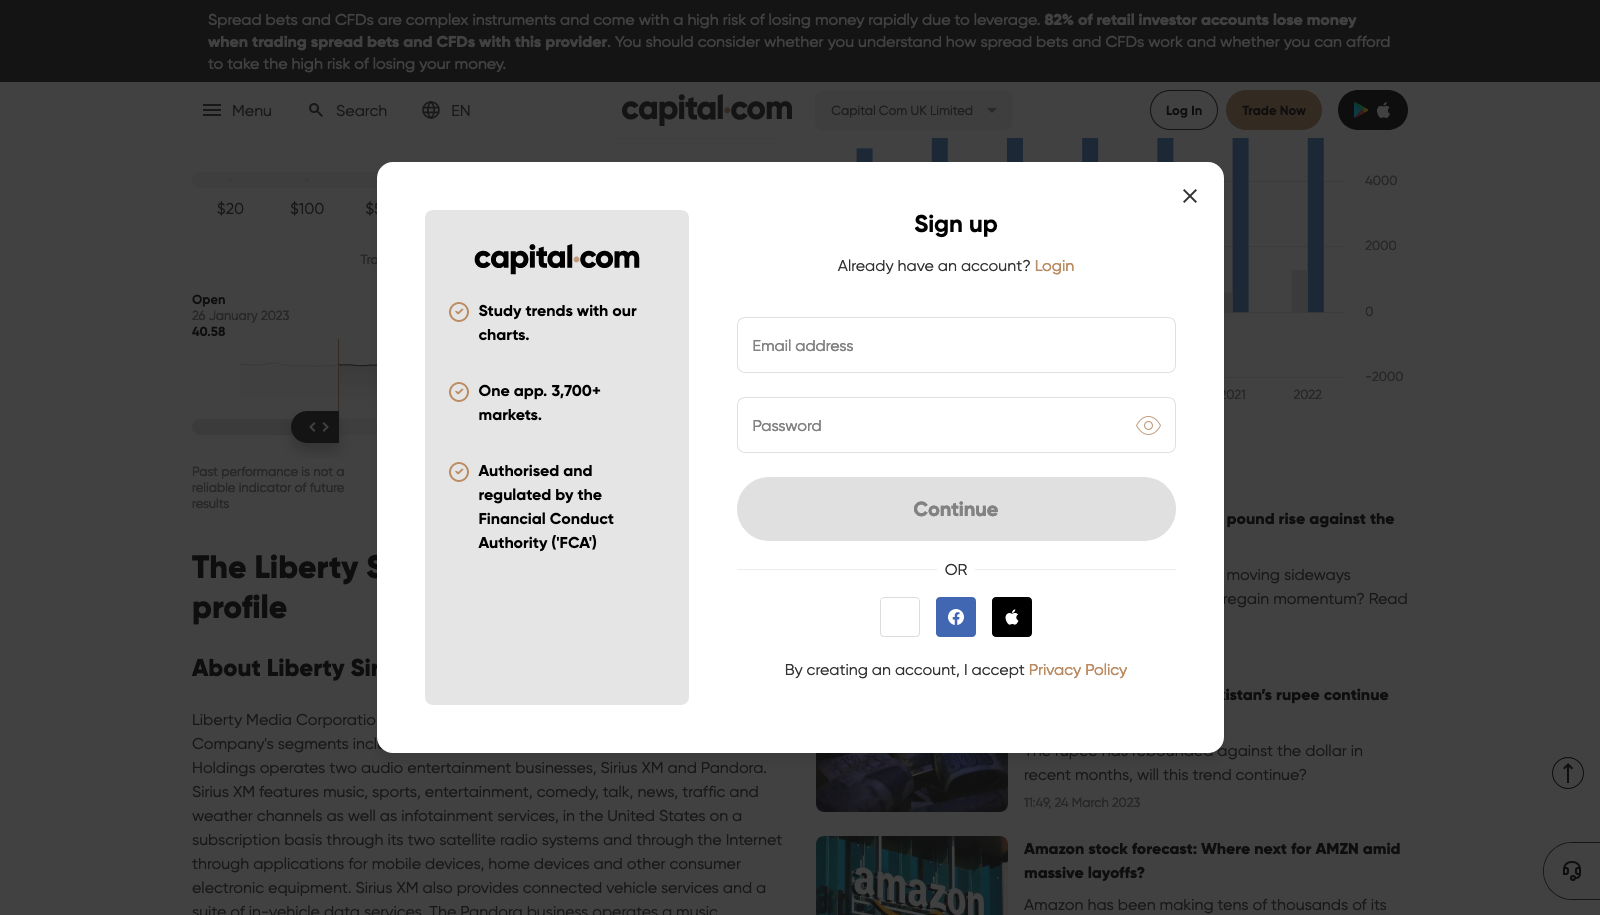 Spread bets and CFDs are complex instruments and come with a high risk of losing money rapidly due to leverage. 82% of retail investor accounts lose money
when trading spread bets and CFDs with this provider. You should consider whether you understand how spread bets and CFDs work and whether you can afford
to take the high risk of losing your money.
Menu
Search
EN
capital.com
Capital Com UK Limited
Log In
Trade Now
$20
$100
Open
26 January 2023
40.58
Past performance is not a
reliable indicator of future
results
The Liberty S
profile
About Liberty Sir
Liberty Media Corporatio
Company's segments incl
Holdings operates two audio entertainment businesses, Sirius XM and Pandora.
Sirius XM features music, sports, entertainment, comedy, talk, news, traffic and
weather channels as well as infotainment services, in the United States on a
subscription basis through its two satellite radio systems and through the Internet
through applications for mobile devices, home devices and other consumer
electronic equipment. Sirius XM also provides connected vehicle services and a
suite of in-vehicle data services. The Pandora business operates a music,
capital.com
Study trends with our
charts.
One app. 3,700+
markets.
Authorised and
regulated by the
Financial Conduct
Authority ('FCA')
Sign up
Already have an account? Login
Email address
Password
Continue
OR
By creating an account, I accept Privacy Policy
4000
2000
0
-2000
2021
2022
pound rise against the
moving sideways
regain momentum? Read
istan's rupee continue
The rupee has rebounded against the dollar in
recent months, will this trend continue?
11:49, 24 March 2023
amazon
Amazon stock forecast: Where next for AMZN amid
massive layoffs?
Amazon has been making tens of thousands of its